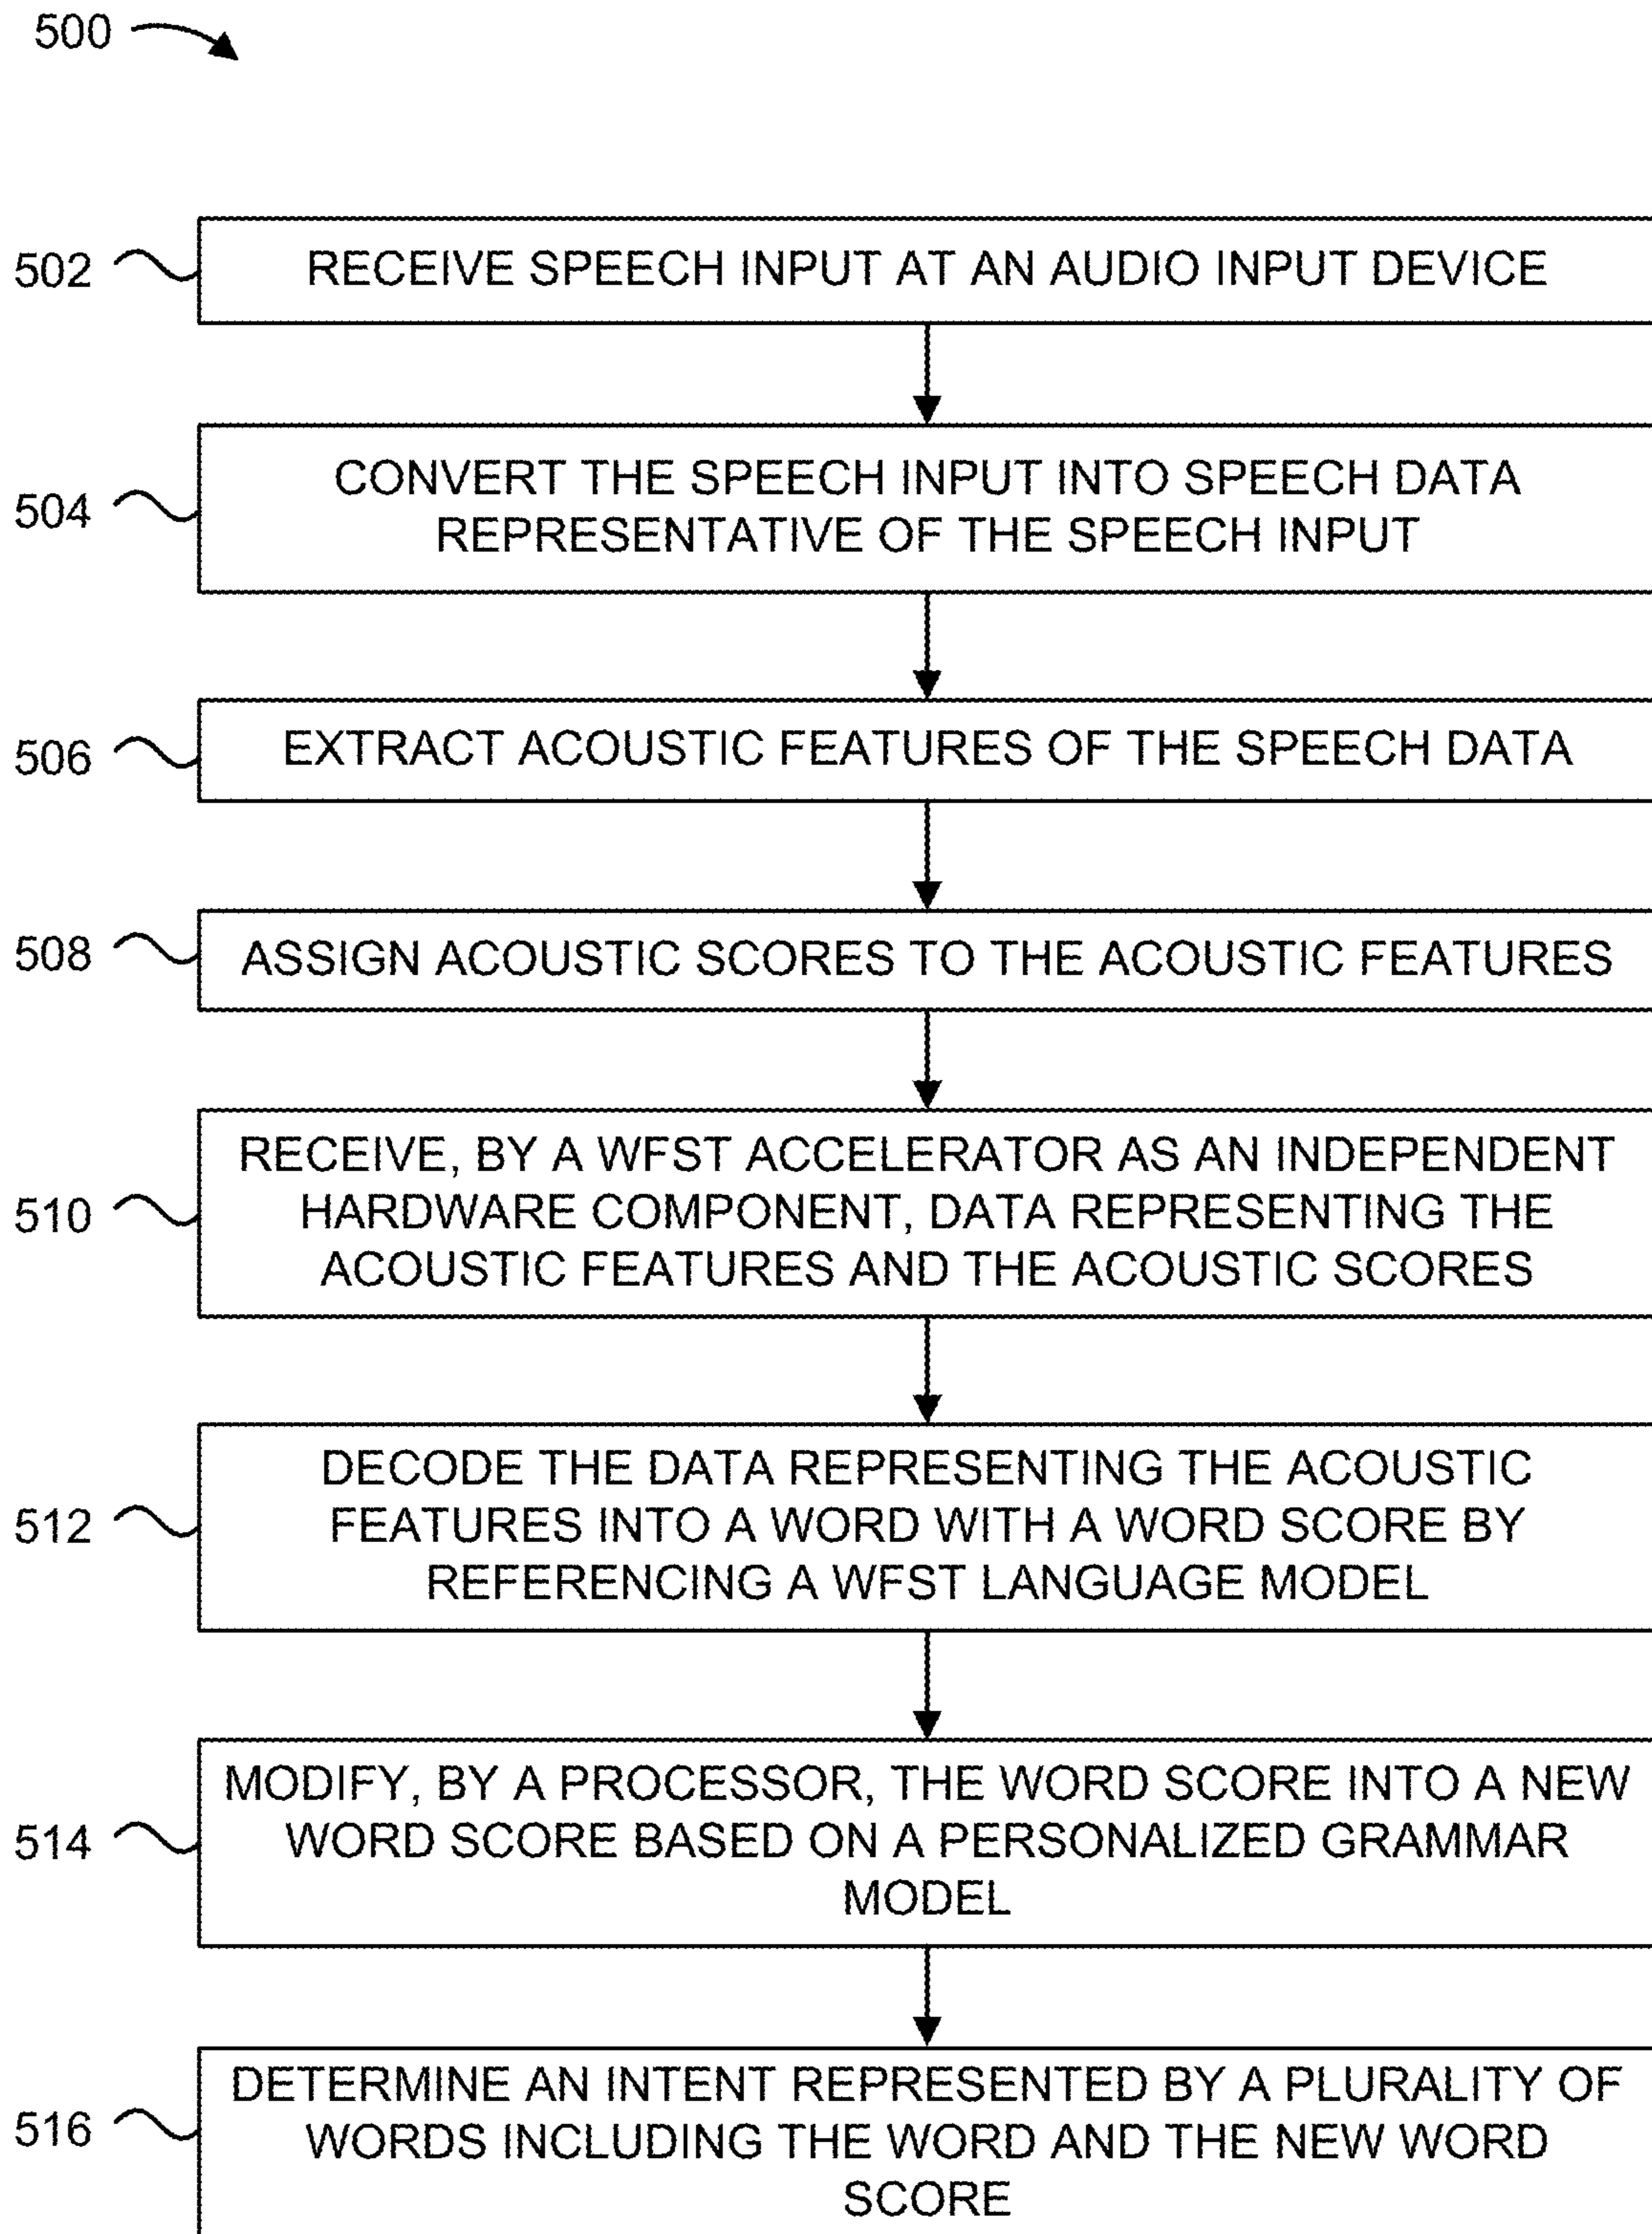 500
502
RECEIVE SPEECH INPUT AT AN AUDIO INPUT DEVICE
504
CONVERT THE SPEECH INPUT INTO SPEECH DATA
REPRESENTATIVE OF THE SPEECH INPUT
506
EXTRACT ACOUSTIC FEATURES OF THE SPEECH DATA
508
ASSIGN ACOUSTIC SCORES TO THE ACOUSTIC FEATURES
510
RECEIVE, BY A WFST ACCELERATOR AS AN INDEPENDENT
HARDWARE COMPONENT, DATA REPRESENTING THE
ACOUSTIC FEATURES AND THE ACOUSTIC SCORES
512
DECODE THE DATA REPRESENTING THE ACOUSTIC
FEATURES INTO A WORD WITH A WORD SCORE BY
REFERENCING A WFST LANGUAGE MODEL
514
MODIFY, BY A PROCESSOR, THE WORD SCORE INTO A NEW
WORD SCORE BASED ON A PERSONALIZED GRAMMAR
MODEL
516
DETERMINE AN INTENT REPRESENTED BY A PLURALITY OF
WORDS INCLUDING THE WORD AND THE NEW WORD
SCORE